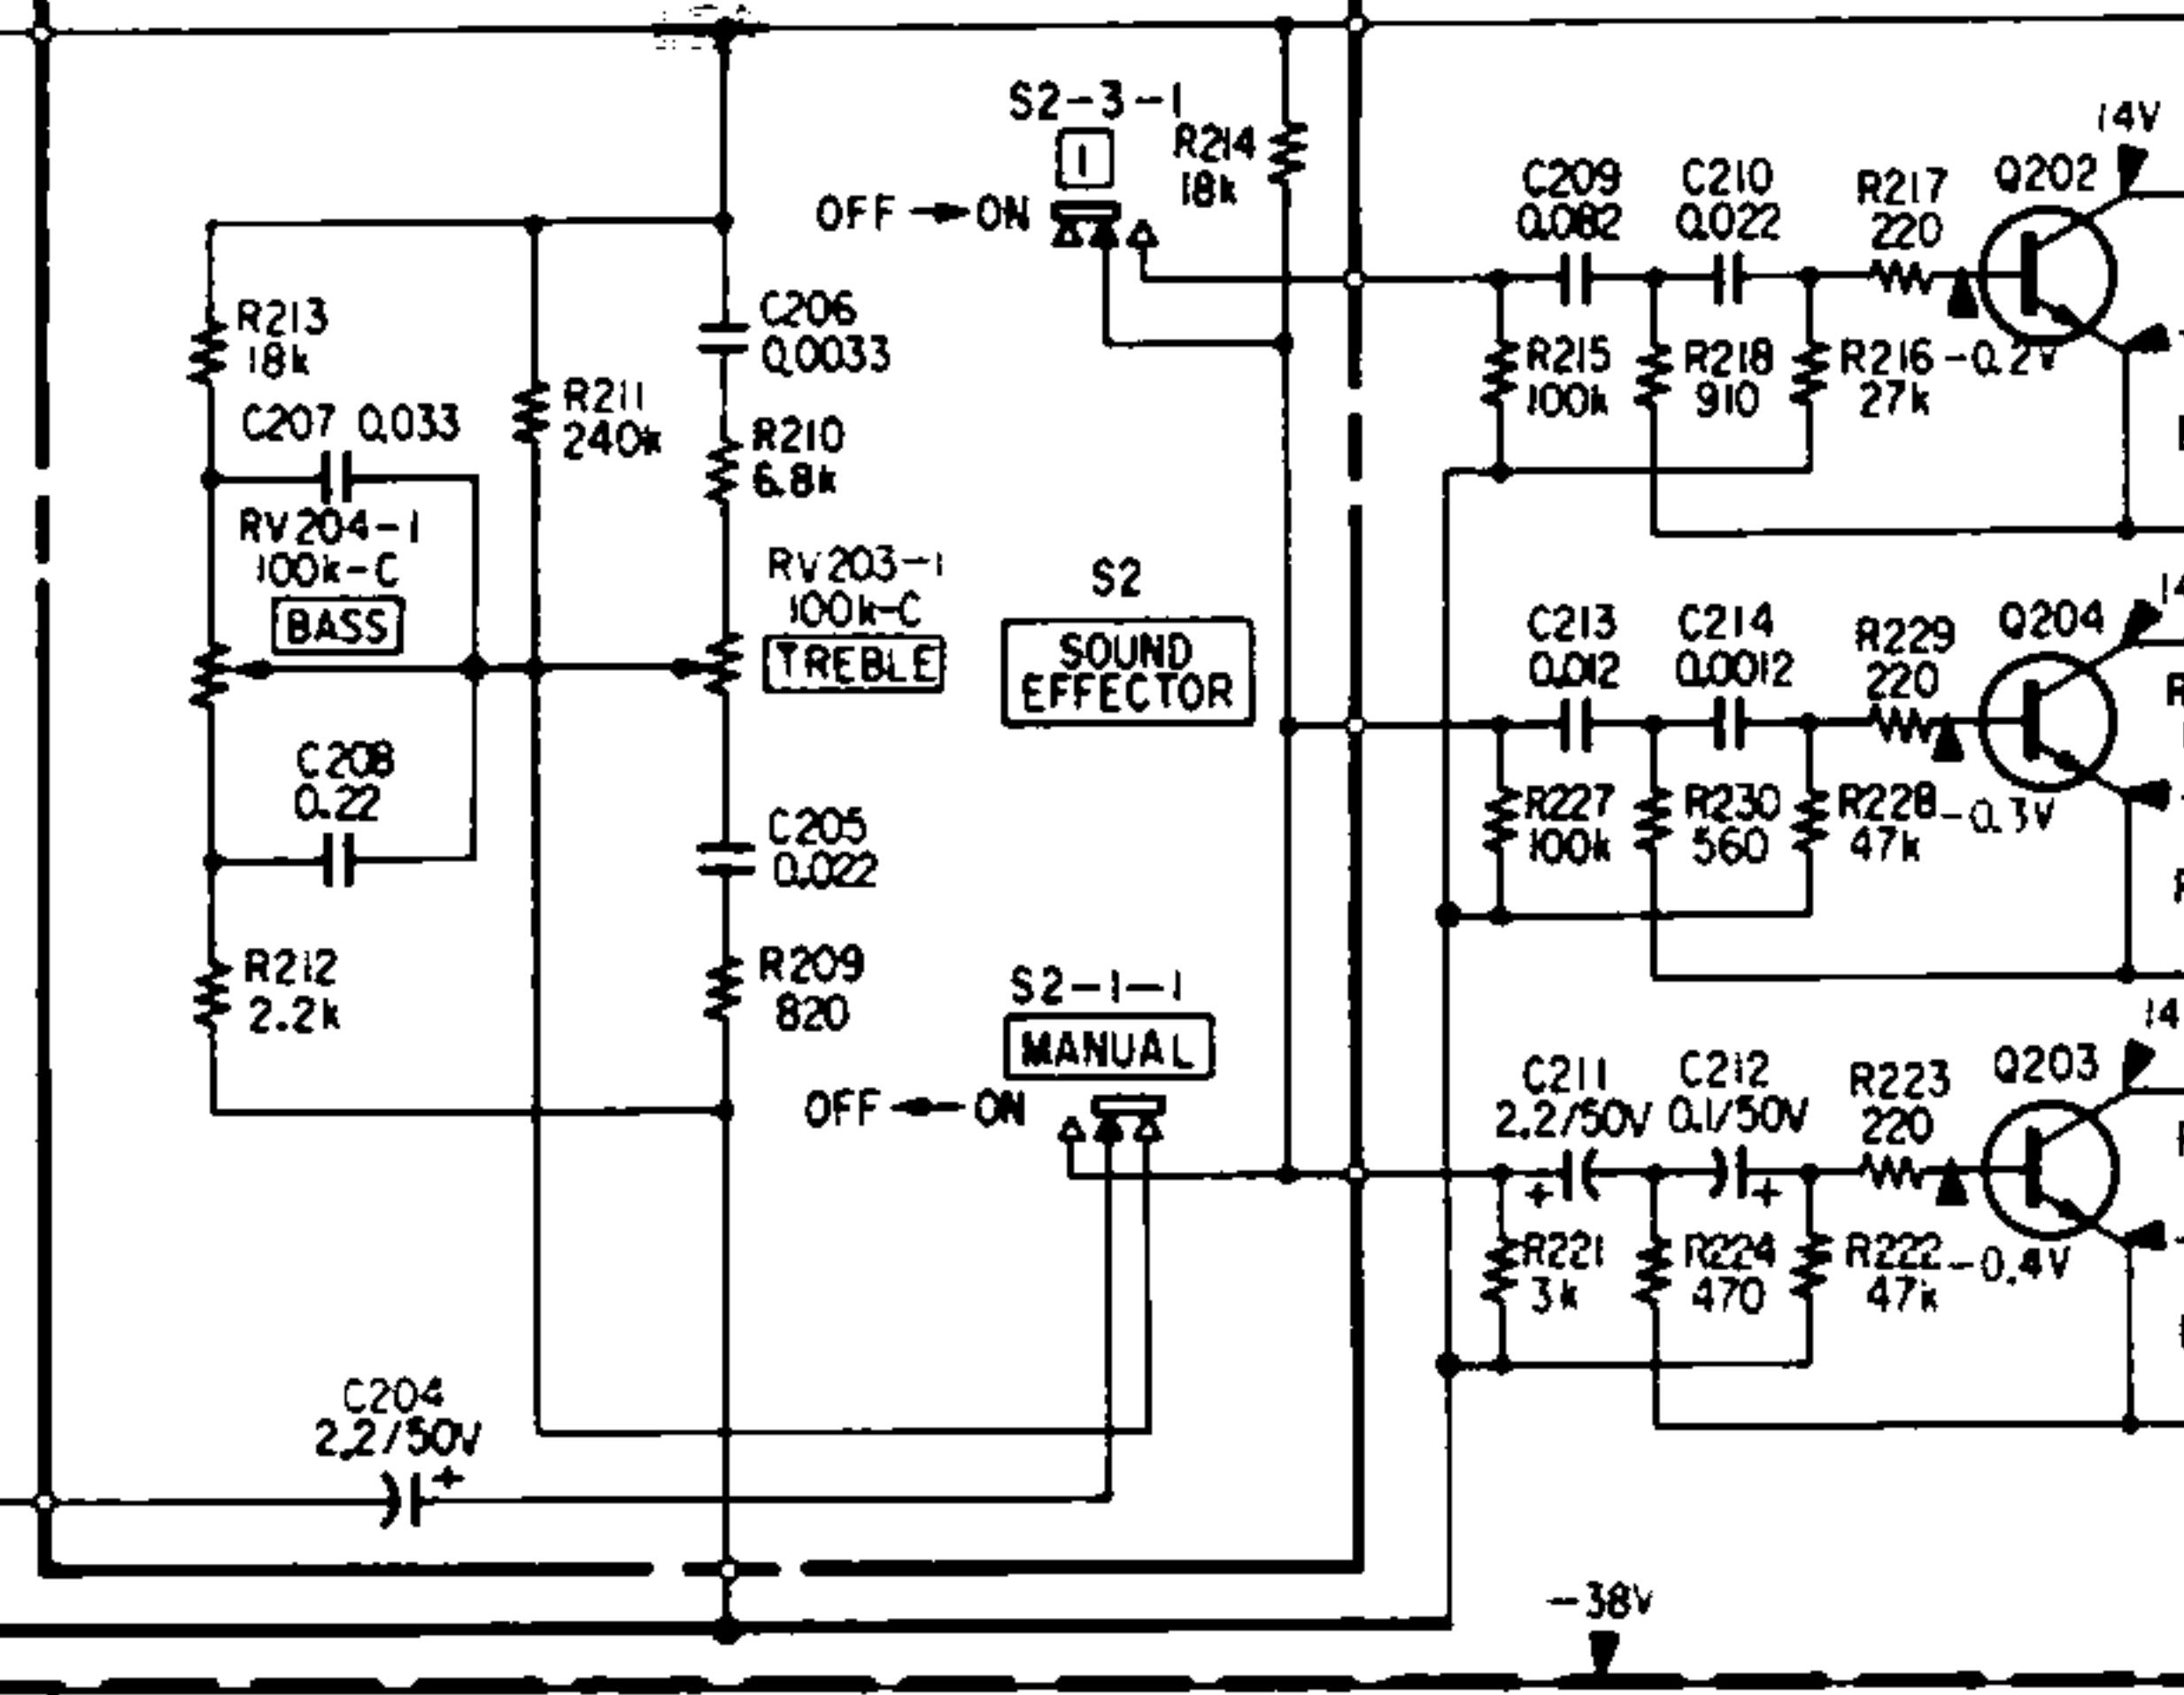 S2-3-1
1
R214
18k
OFF ON
14V
C209
0.082
C210
0.022
R217
220
Q202
R213
18k
C206
0.0033
R215
100k
R218
910
R216
27k
-0.2V
C207 0.033
R211
240k
R210
6.8k
RV204-1
100k-C
BASS
RV203-1
100k-C
TREBLE
S2
SOUND
EFFECTOR
C213
0.012
C214
0.0012
R229
220
Q204
C208
0.22
C205
0.022
R227
100k
R230
560
R228
47k
-0.3V
R212
2.2k
R209
820
S2-1-1
MANUAL
OFF ON
14
C211
2.2/50V
C212
0.1/50V
R223
220
Q203
+
+
R221
3k
R224
470
R222
47k
-0.4V
C204
2.2/50V
+
-38V